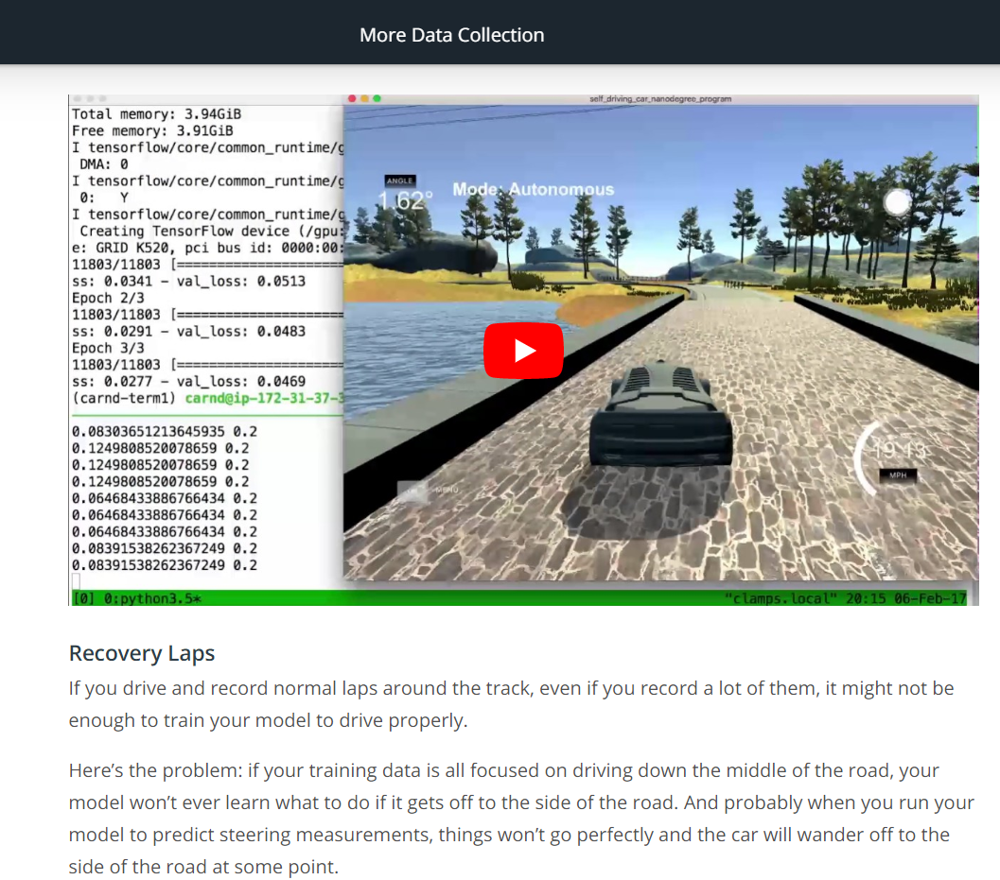 More Data Collection
self_driving_car_nanodegree_program
Total memory: 3.94GiB
Free memory: 3.91GiB
I tensorflow/core/common_runtime/g
DMA: 0
I tensorflow/core/common_runtime/g
0:   Y
I tensorflow/core/common_runtime/g
Creating TensorFlow device (/gpu:
e: GRID K520, pci bus id: 0000:00:
11803/11803 [====================
ss: 0.0341 - val_loss: 0.0513
Epoch 2/3
11803/11803 [====================
ss: 0.0291 - val_loss: 0.0483
Epoch 3/3
11803/11803 [====================
ss: 0.0277 - val_loss: 0.0469
(carnd-term1) carnd@ip-172-31-37-3
0.08303651213645935 0.2
0.1249808520078659 0.2
0.1249808520078659 0.2
0.1249808520078659 0.2
0.06468433886766434 0.2
0.06468433886766434 0.2
0.06468433886766434 0.2
0.08391538262367249 0.2
0.08391538262367249 0.2
[0] 0:python3.5*
"clamps.local" 20:15 06-Feb-17
ANGLE
1.62°
Mode: Autonomous
MENU
19.13
MPH
Recovery Laps
If you drive and record normal laps around the track, even if you record a lot of them, it might not be
enough to train your model to drive properly.
Here’s the problem: if your training data is all focused on driving down the middle of the road, your
model won’t ever learn what to do if it gets off to the side of the road. And probably when you run your
model to predict steering measurements, things won’t go perfectly and the car will wander off to the
side of the road at some point.